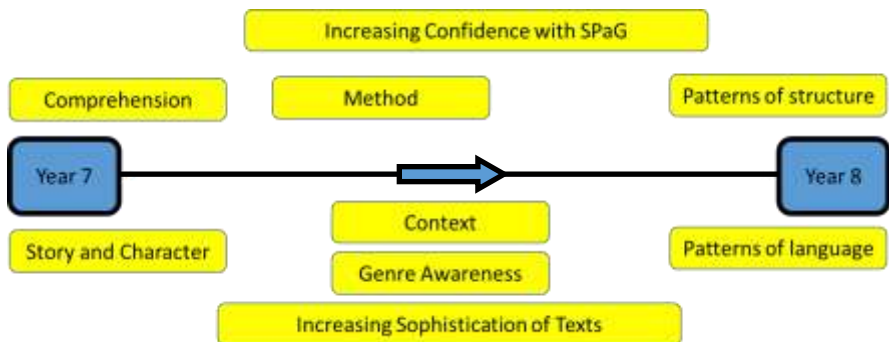 Increasing Confidence with SPaG
Comprehension
Method
Patterns of structure
Year 7
Year 8
Context
Story and Character
Patterns of language
Genre Awareness
Increasing Sophistication of Texts